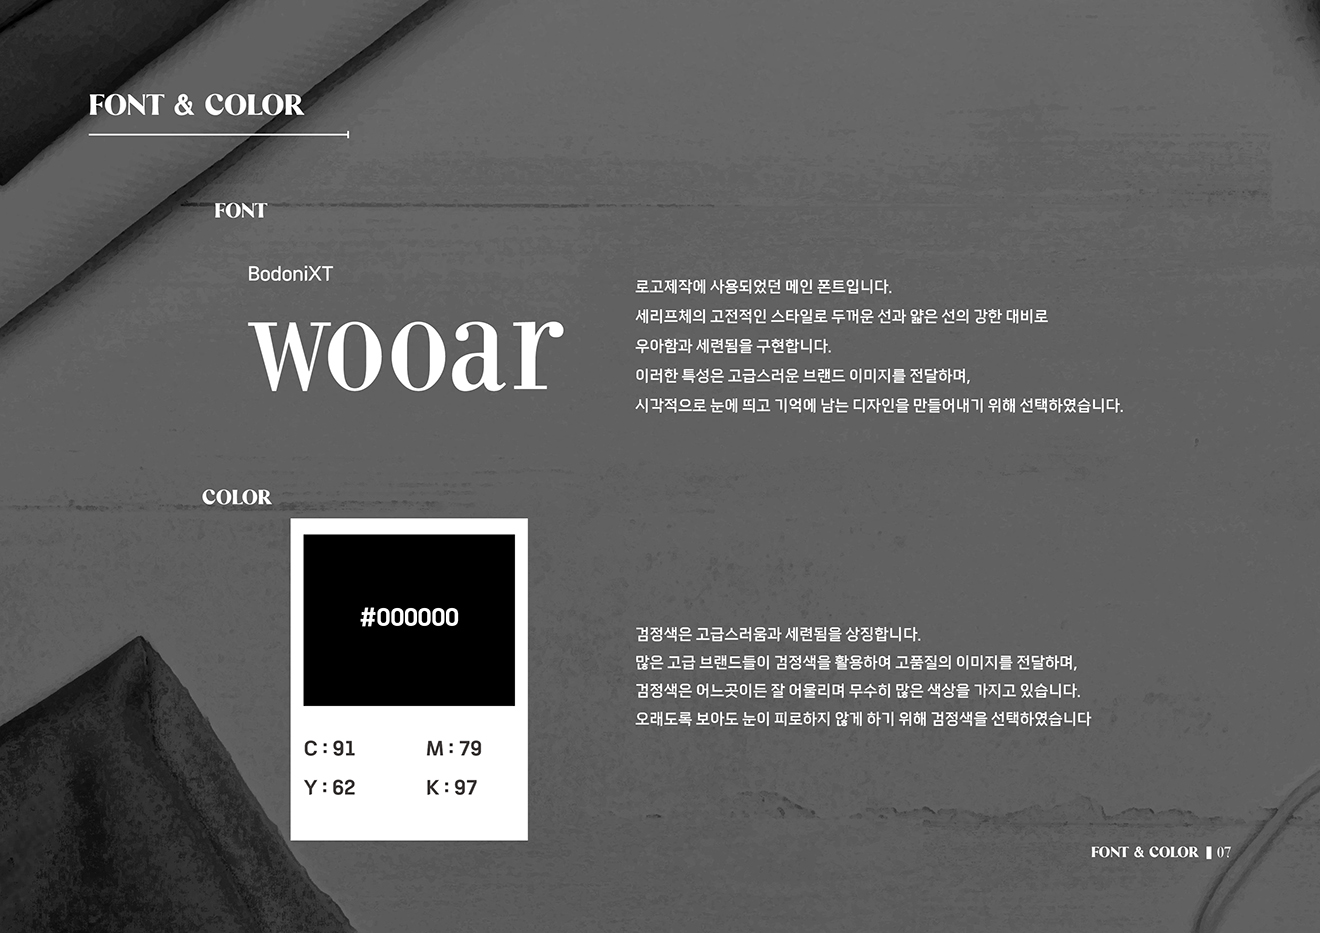 FONT & COLOR
FONT
BodoniXT
wooar
로고제작에 사용되었던 메인 폰트입니다.
세리프체의 고전적인 스타일로 두꺼운 선과 얇은 선의 강한 대비로
우아함과 세련됨을 구현합니다.
이러한 특성은 고급스러운 브랜드 이미지를 전달하며,
시각적으로 눈에 띄고 기억에 남는 디자인을 만들어내기 위해 선택하였습니다.
COLOR
#000000
C : 91 M : 79
Y : 62 K : 97
검정색은 고급스러움과 세련됨을 상징합니다.
많은 고급 브랜드들이 검정색을 활용하여 고품질의 이미지를 전달하며,
검정색은 어느곳이든 잘 어울리며 무수히 많은 색상을 가지고 있습니다.
오래도록 보아도 눈이 피로하지 않게 하기 위해 검정색을 선택하였습니다
FONT & COLOR ▮ 07